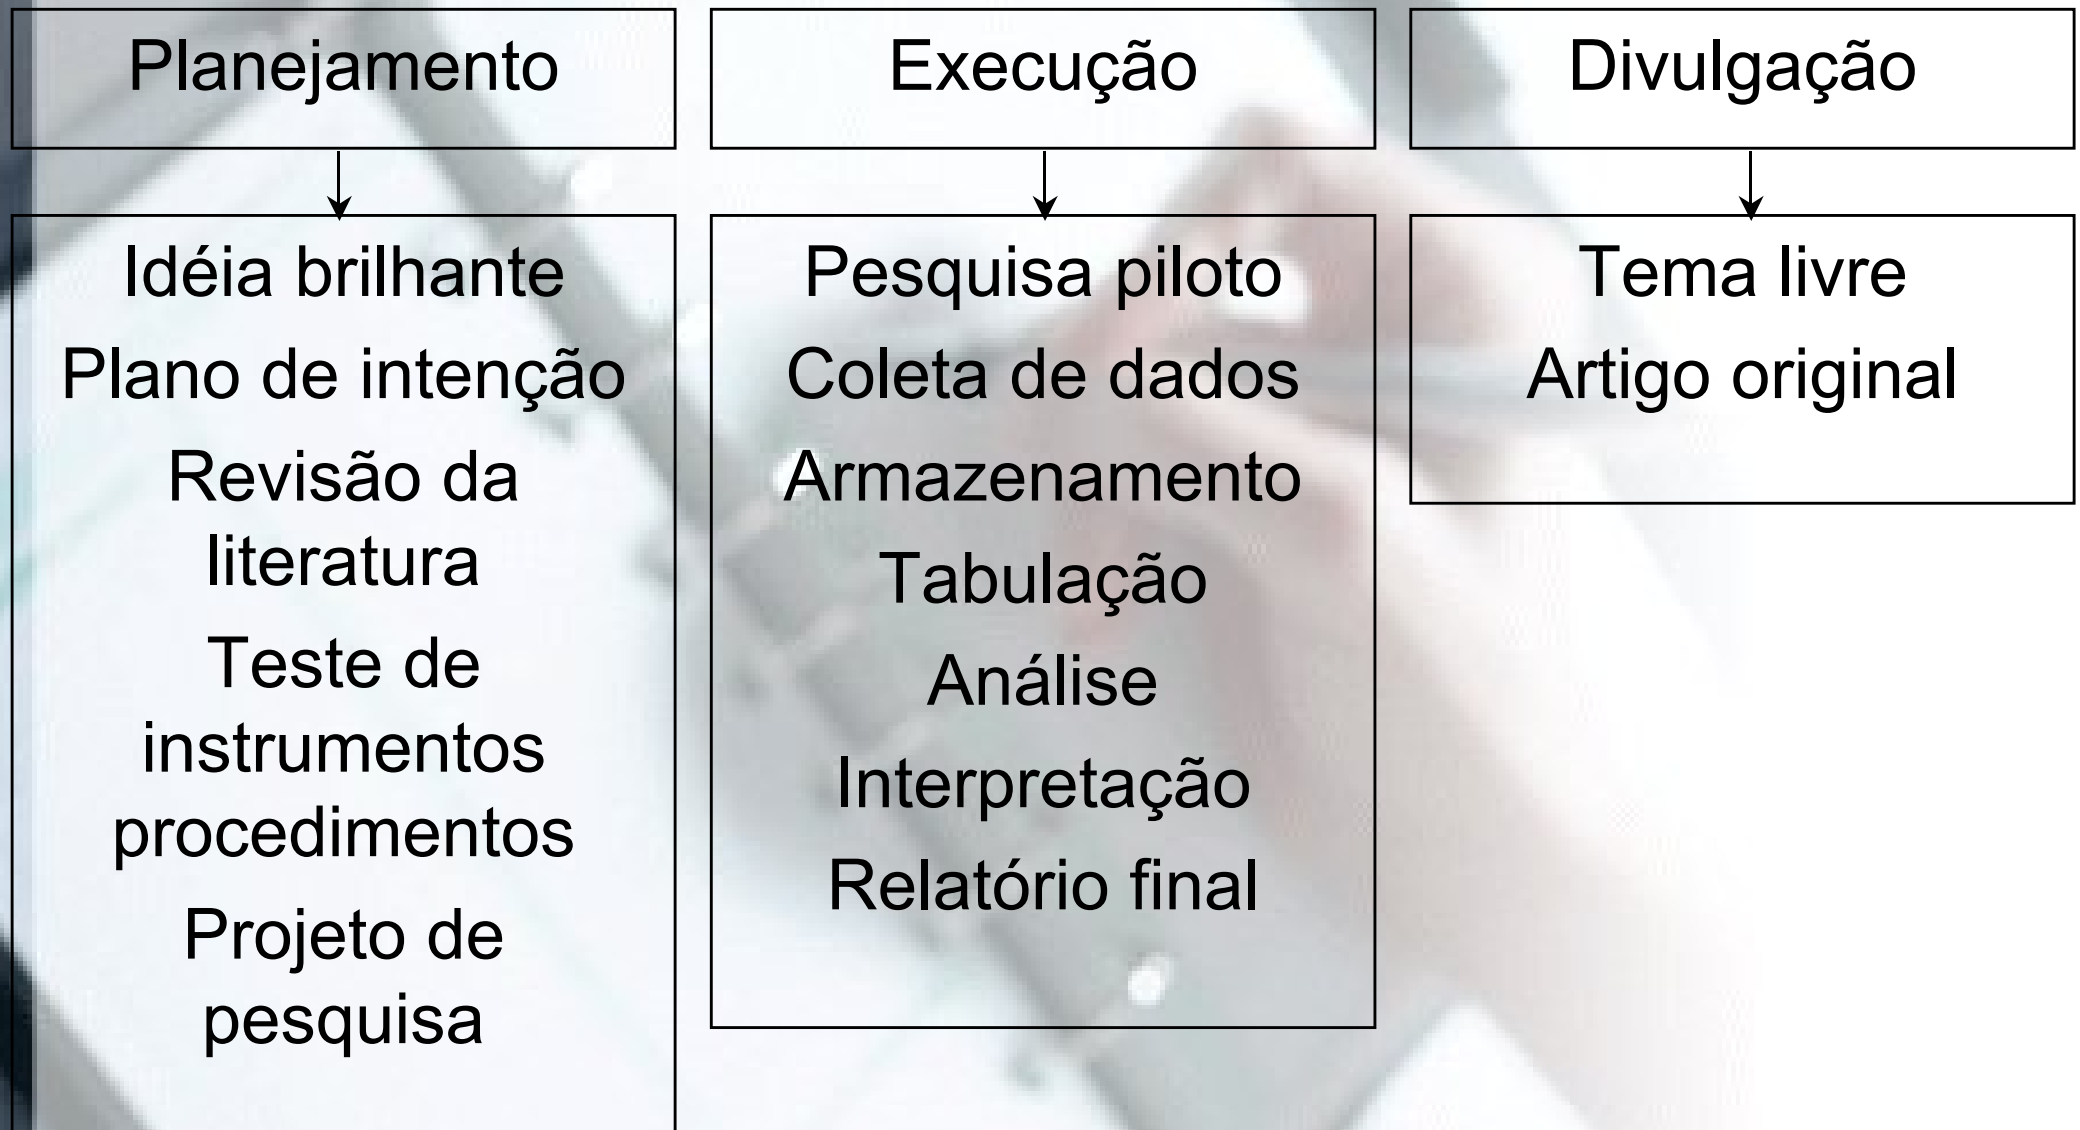 Planejamento
Idéia brilhante
Plano de intenção
Revisão da
literatura
Teste de
instrumentos
procedimentos
Projeto de
pesquisa
Execução
Pesquisa piloto
Coleta de dados
Armazenamento
Tabulação
Análise
Interpretação
Relatório final
Divulgação
Tema livre
Artigo original